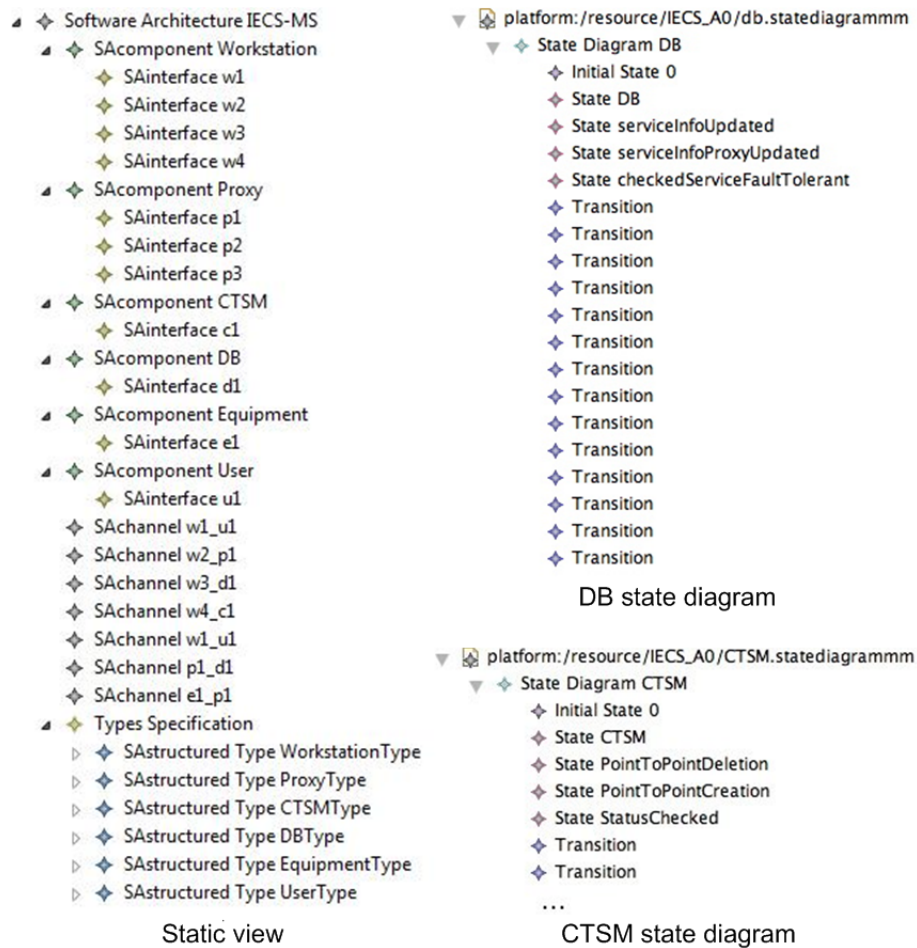 Software Architecture IECS-MS
SAcomponent Workstation
SAinterface w1
SAinterface w2
SAinterface w3
SAinterface w4
SAcomponent Proxy
SAinterface p1
SAinterface p2
SAinterface p3
SAcomponent CTSM
SAinterface c1
SAcomponent DB
SAinterface d1
SAcomponent Equipment
SAinterface e1
SAcomponent User
SAinterface u1
SAchannel w1_u1
SAchannel w2_p1
SAchannel w3_d1
SAchannel w4_c1
SAchannel w1_u1
SAchannel p1_d1
SAchannel e1_p1
Types Specification
SAstructured Type WorkstationType
SAstructured Type ProxyType
SAstructured Type CTSMType
SAstructured Type DBType
SAstructured Type EquipmentType
SAstructured Type UserType
Static view
platform:/resource/IECS_A0/db.statediagrammm
State Diagram DB
Initial State 0
State DB
State serviceInfoUpdated
State serviceInfoProxyUpdated
State checkedServiceFaultTolerant
Transition
Transition
Transition
Transition
Transition
Transition
Transition
Transition
Transition
Transition
Transition
Transition
Transition
Transition
DB state diagram
platform:/resource/IECS_A0/CTSM.statediagrammm
State Diagram CTSM
Initial State 0
State CTSM
State PointToPointDeletion
State PointToPointCreation
State StatusChecked
Transition
Transition
...
CTSM state diagram